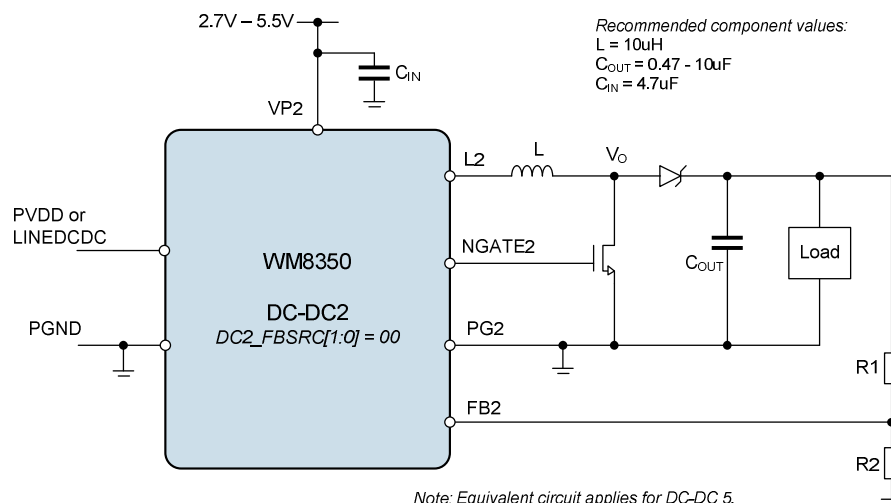 2.7V – 5.5V
Recommended component values:
L = 10uH
COUT = 0.47 - 10uF
CIN = 4.7uF
CIN
VP2
L2
L
VO
PVDD or
LINEDCDC
NGATE2
WM8350
COUT
Load
DC-DC2
DC2_FBSRC[1:0] = 00
PGND
PG2
R1
FB2
R2
Note: Equivalent circuit applies for DC-DC 5.